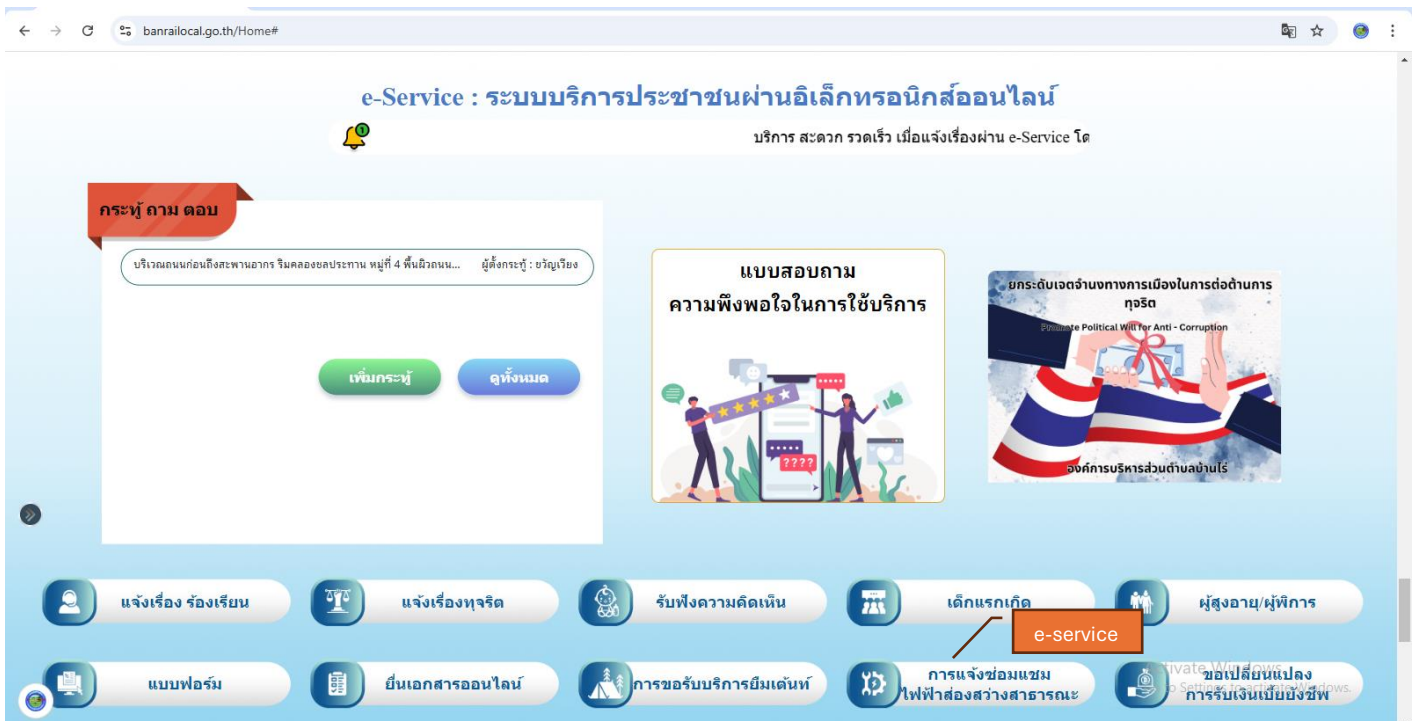 banrailocal.go.th/Home#
e-Service : ระบบบริการประชาชนผ่านอิเล็กทรอนิกส์ออนไลน์
1
บริการ สะดวก รวดเร็ว เมื่อแจ้งเรื่องผ่าน e-Service โด
กระทู้ ถาม ตอบ
บริเวณถนนก่อนถึงสะพานอากร ริมคลองชลประทาน หมู่ที่ 4 พื้นผิวถนน... ผู้ตั้งกระทู้ : ขวัญเวียง
เพิ่มกระทู้
ดูทั้งหมด
แบบสอบถาม
ความพึงพอใจในการใช้บริการ
????
ยกระดับเจตจำนงทางการเมืองในการต่อต้านการ
ทุจริต
Promote Political Will for Anti - Corruption
องค์การบริหารส่วนตำบลบ้านไร่
แจ้งเรื่อง ร้องเรียน
แจ้งเรื่องทุจริต
รับฟังความคิดเห็น
เด็กแรกเกิด
ผู้สูงอายุ/ผู้พิการ
e-service
แบบฟอร์ม
ยื่นเอกสารออนไลน์
การขอรับบริการยืมเต้นท์
การแจ้งซ่อมแซม
ไฟฟ้าส่องสว่างสาธารณะ
ขอเปลี่ยนแปลง
การรับเงินเบี้ยยังชีพ